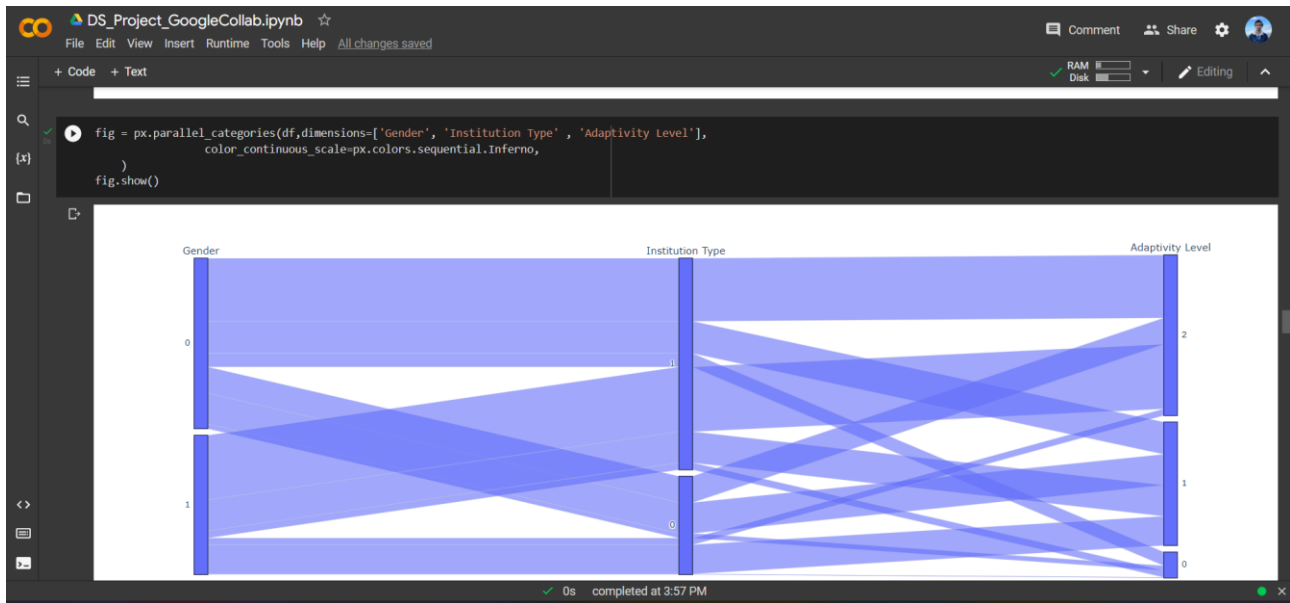 DS_Project_GoogleCollab.ipynb
File Edit View Insert Runtime Tools Help All changes saved
Comment Share
+ Code + Text
RAM
Disk
Editing
{x}
0s
fig = px.parallel_categories(df,dimensions=['Gender', 'Institution Type' , 'Adaptivity Level'],
color_continuous_scale=px.colors.sequential.Inferno,
)
fig.show()
Gender
Institution Type
Adaptivity Level
0
1
2
1
0
1
0
0s completed at 3:57 PM